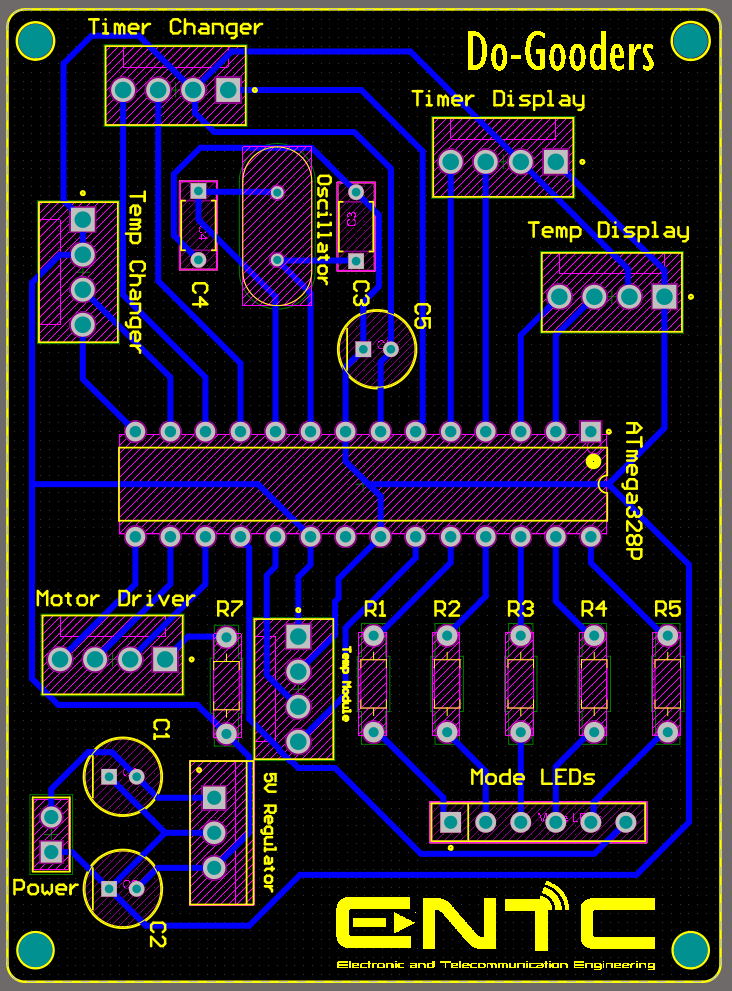 Timer Changer
Do-Gooders
Timer Display
Temp Changer
Oscillator
Temp Display
C4
C3
C3
C5
ATmega328P
Motor Driver
R7
R1
R2
R3
R4
R5
Temp Module
C1
5V Regulator
Mode LEDs
Power
C2
ENTC
Electronic and Telecommunication Engineering